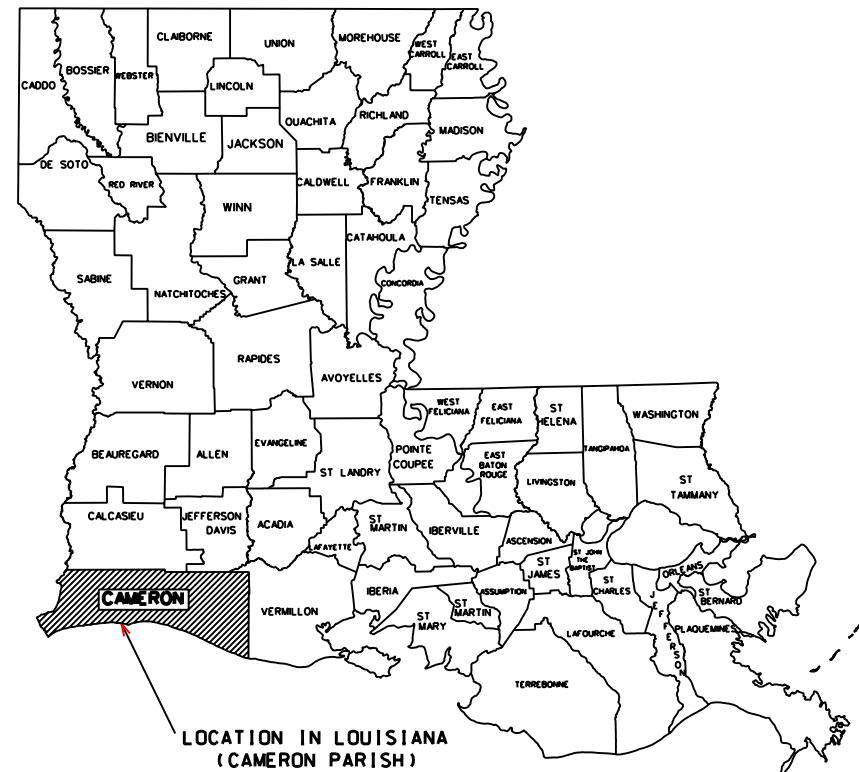 CLAIBORNE
UNION
MOREHOUSE
WEST
CARROLL
EAST
CARROLL
CADDO
BOSSIER
WEBSTER
LINCOLN
OUACHITA
RICHLAND
MADISON
BIENVILLE
JACKSON
DE SOTO
RED RIVER
CALDWELL
FRANKLIN
TENSAS
WINN
CATAHOULA
SABINE
NATCHITOCHES
GRANT
LA SALLE
CONCORDIA
VERNON
RAPIDES
AVOYELLES
WEST
FELICIANA
EAST
FELICIANA
ST
HELENA
TANGIPAHOA
WASHINGTON
BEAUREGARD
ALLEN
EVANGELINE
ST LANDRY
POINTE
COUPEE
EAST
BATON
ROUGE
LIVINGSTON
ST
TAMMANY
CALCASIEU
JEFFERSON
DAVIS
ACADIA
LAFAYETTE
ST
MARTIN
IBERVILLE
ASCENSION
ST JOHN
THE
BAPTIST
ST
JAMES
ST
CHARLES
ORLEANS
ST
BERNARD
CAMERON
VERMILLON
IBERIA
ST
MARY
ST
MARTIN
ASSUMPTION
LAFOURCHE
JEFFERSON
PLAQUEMINES
TERREBONNE
LOCATION IN LOUISIANA
(CAMERON PARISH)